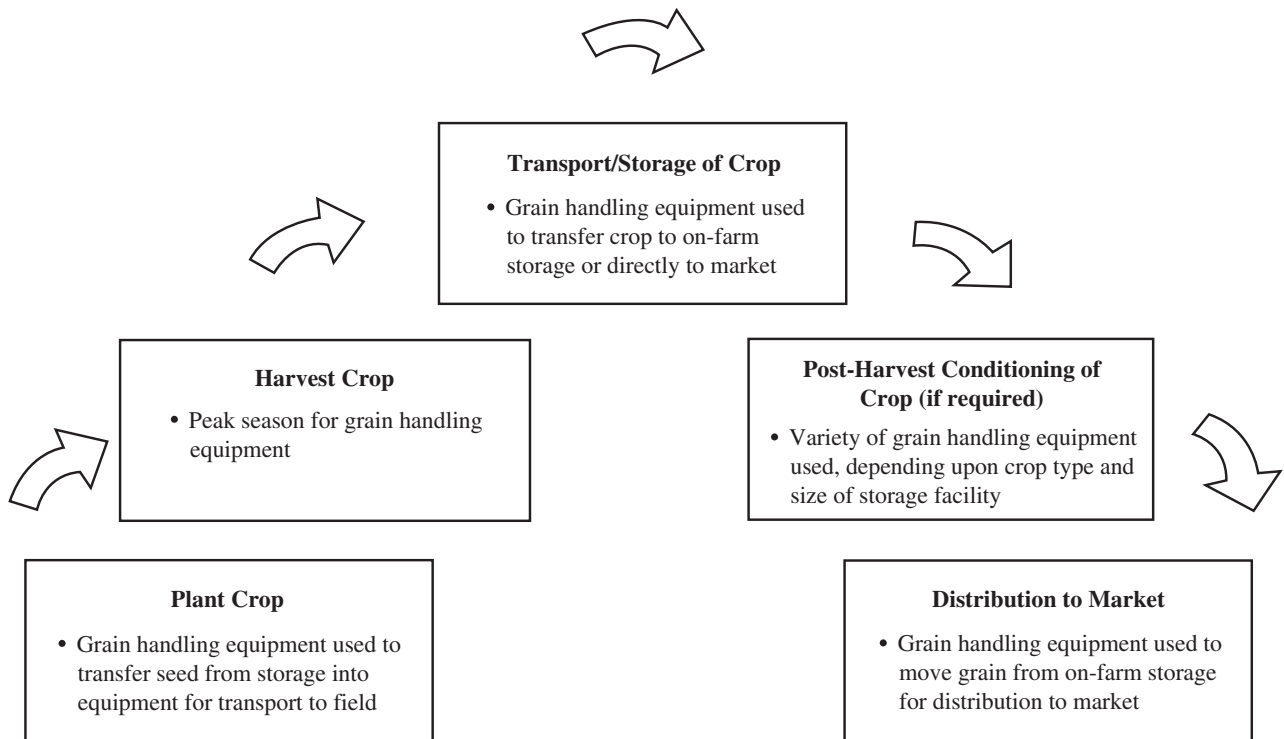 Transport/Storage of Crop
• Grain handling equipment used
to transfer crop to on-farm
storage or directly to market
Harvest Crop
• Peak season for grain handling
equipment
Post-Harvest Conditioning of
Crop (if required)
• Variety of grain handling equipment
used, depending upon crop type and
size of storage facility
Plant Crop
• Grain handling equipment used to
transfer seed from storage into
equipment for transport to field
Distribution to Market
• Grain handling equipment used to
move grain from on-farm storage
for distribution to market